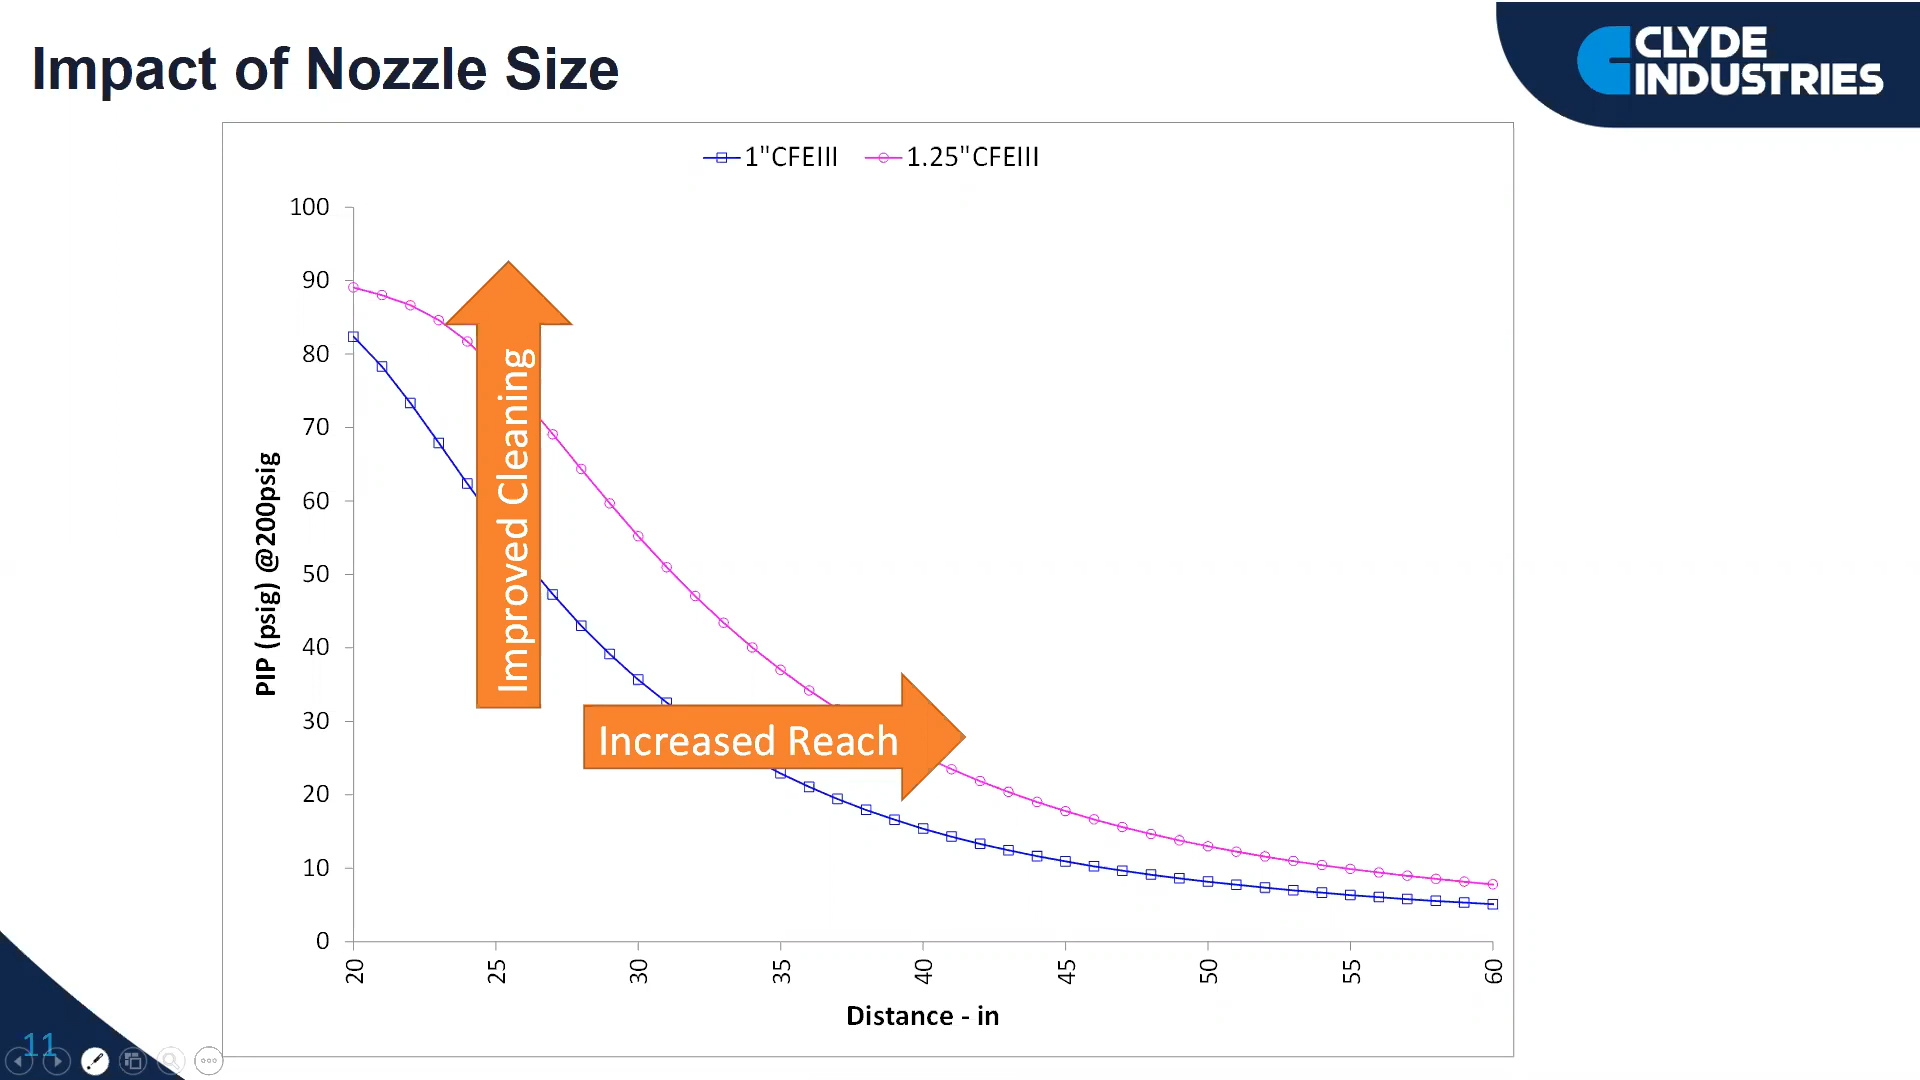 Impact of Nozzle Size
CLYDE
INDUSTRIES
1"CFEIII
1.25"CFEIII
100
90
80
70
60
50
40
30
20
10
0
PIP (psig) @200psig
Improved Cleaning
Increased Reach
20
25
30
35
40
45
50
55
60
Distance - in
11